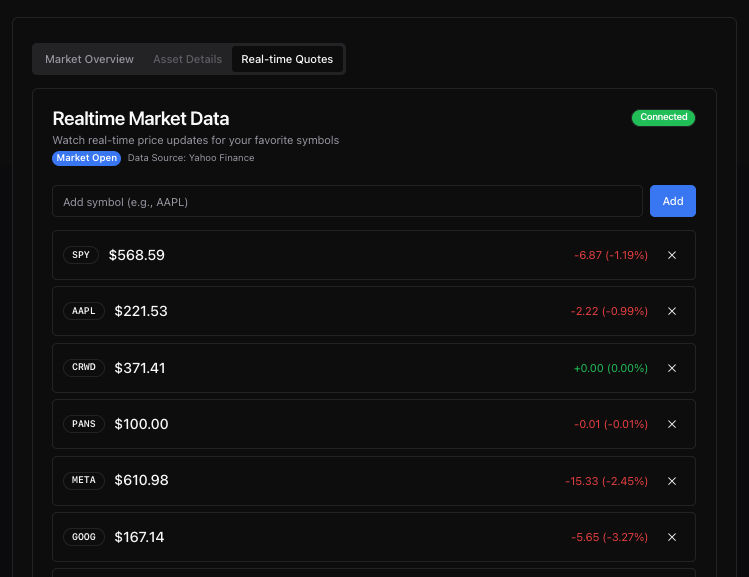 Market Overview Asset Details Real-time Quotes
Realtime Market Data
Connected
Watch real-time price updates for your favorite symbols
Market Open Data Source: Yahoo Finance
Add symbol (e.g., AAPL) Add
SPY $568.59 -6.87 (-1.19%)
AAPL $221.53 -2.22 (-0.99%)
CRWD $371.41 +0.00 (0.00%)
PANS $100.00 -0.01 (-0.01%)
META $610.98 -15.33 (-2.45%)
GOOG $167.14 -5.65 (-3.27%)